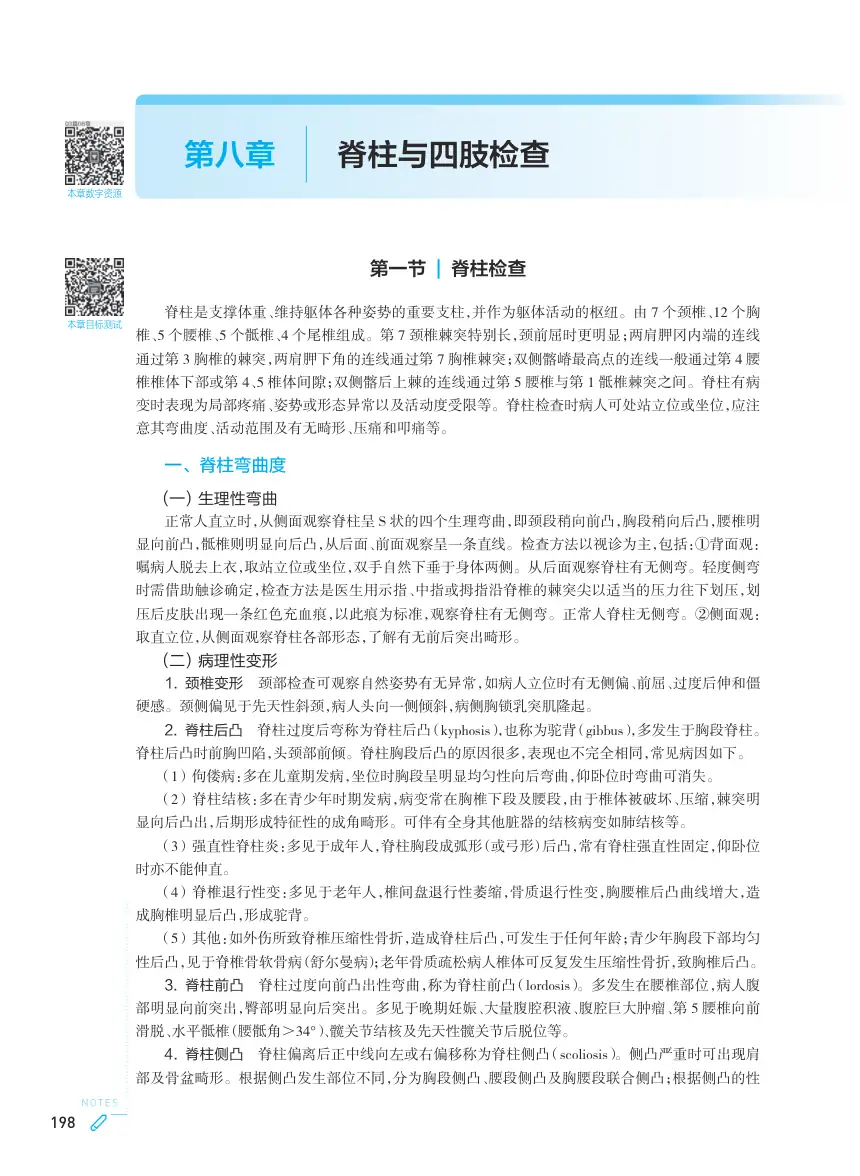 第八章 脊柱与四肢检查
本章数字资源
本章目标测试
第一节 | 脊柱检查
脊柱是支撑体重、维持躯体各种姿势的重要支柱,并作为躯体活动的枢纽。由 7 个颈椎、12 个胸
椎、5 个腰椎、5 个骶椎、4 个尾椎组成。第 7 颈椎棘突特别长,颈前屈时更明显;两肩胛冈内端的连线
通过第 3 胸椎的棘突,两肩胛下角的连线通过第 7 胸椎棘突;双侧髂嵴最高点的连线一般通过第 4 腰
椎椎体下部或第 4、5 椎体间隙;双侧髂后上棘的连线通过第 5 腰椎与第 1 骶椎棘突之间。脊柱有病
变时表现为局部疼痛、姿势或形态异常以及活动度受限等。脊柱检查时病人可处站立位或坐位,应注
意其弯曲度、活动范围及有无畸形、压痛和叩痛等。
一、脊柱弯曲度
(一)生理性弯曲
正常人直立时,从侧面观察脊柱呈 S 状的四个生理弯曲,即颈段稍向前凸,胸段稍向后凸,腰椎明
显向前凸,骶椎则明显向后凸,从后面、前面观察呈一条直线。检查方法以视诊为主,包括:①背面观:
嘱病人脱去上衣,取站立位或坐位,双手自然下垂于身体两侧。从后面观察脊柱有无侧弯。轻度侧弯
时需借助触诊确定,检查方法是医生用示指、中指或拇指沿脊椎的棘突尖以适当的压力往下划压,划
压后皮肤出现一条红色充血痕,以此痕为标准,观察脊柱有无侧弯。正常人脊柱无侧弯。②侧面观:
取直立位,从侧面观察脊柱各部形态,了解有无前后突出畸形。
(二)病理性变形
1. 颈椎变形 颈部检查可观察自然姿势有无异常,如病人立位时有无侧偏、前屈、过度后伸和僵
硬感。颈侧偏见于先天性斜颈,病人头向一侧倾斜,病侧胸锁乳突肌隆起。
2. 脊柱后凸 脊柱过度后弯称为脊柱后凸(kyphosis),也称为驼背(gibbus),多发生于胸段脊柱。
脊柱后凸时前胸凹陷,头颈部前倾。脊柱胸段后凸的原因很多,表现也不完全相同,常见病因如下。
(1)佝偻病:多在儿童期发病,坐位时胸段呈明显均匀性向后弯曲,仰卧位时弯曲可消失。
(2)脊柱结核:多在青少年时期发病,病变常在胸椎下段及腰段,由于椎体被破坏、压缩,棘突明
显向后凸出,后期形成特征性的成角畸形。可伴有全身其他脏器的结核病变如肺结核等。
(3)强直性脊柱炎:多见于成年人,脊柱胸段成弧形(或弓形)后凸,常有脊柱强直性固定,仰卧位
时亦不能伸直。
(4)脊椎退行性变:多见于老年人,椎间盘退行性萎缩,骨质退行性变,胸腰椎后凸曲线增大,造
成胸椎明显后凸,形成驼背。
(5)其他:如外伤所致脊椎压缩性骨折,造成脊柱后凸,可发生于任何年龄;青少年胸段下部均匀
性后凸,见于脊椎骨软骨病(舒尔曼病);老年骨质疏松病人椎体可反复发生压缩性骨折,致胸椎后凸。
3. 脊柱前凸 脊柱过度向前凸出性弯曲,称为脊柱前凸(lordosis)。多发生在腰椎部位,病人腹
部明显向前突出,臀部明显向后突出。多见于晚期妊娠、大量腹腔积液、腹腔巨大肿瘤、第 5 腰椎向前
滑脱、水平骶椎(腰骶角>34°)、髋关节结核及先天性髋关节后脱位等。
4. 脊柱侧凸 脊柱偏离后正中线向左或右偏移称为脊柱侧凸(scoliosis)。侧凸严重时可出现肩
部及骨盆畸形。根据侧凸发生部位不同,分为胸段侧凸、腰段侧凸及胸腰段联合侧凸;根据侧凸的性
NOTES
198